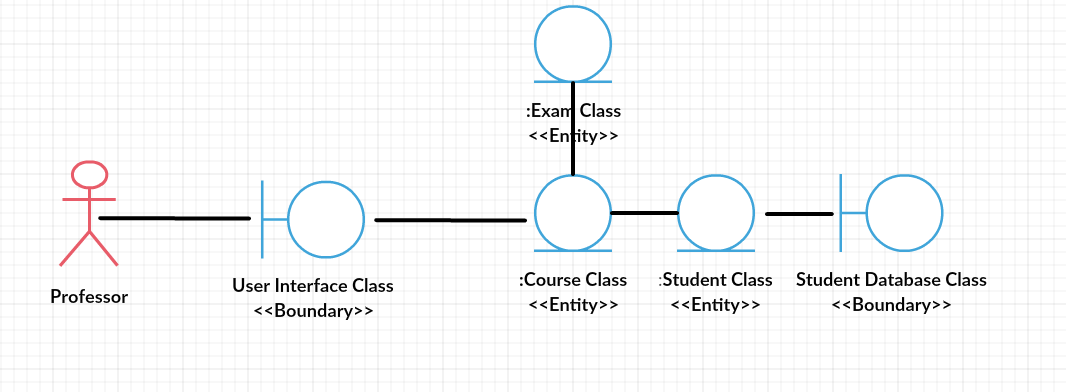 :Exam Class
<<Entity>>
Professor
User Interface Class
<<Boundary>>
:Course Class
<<Entity>>
:Student Class
<<Entity>>
Student Database Class
<<Boundary>>